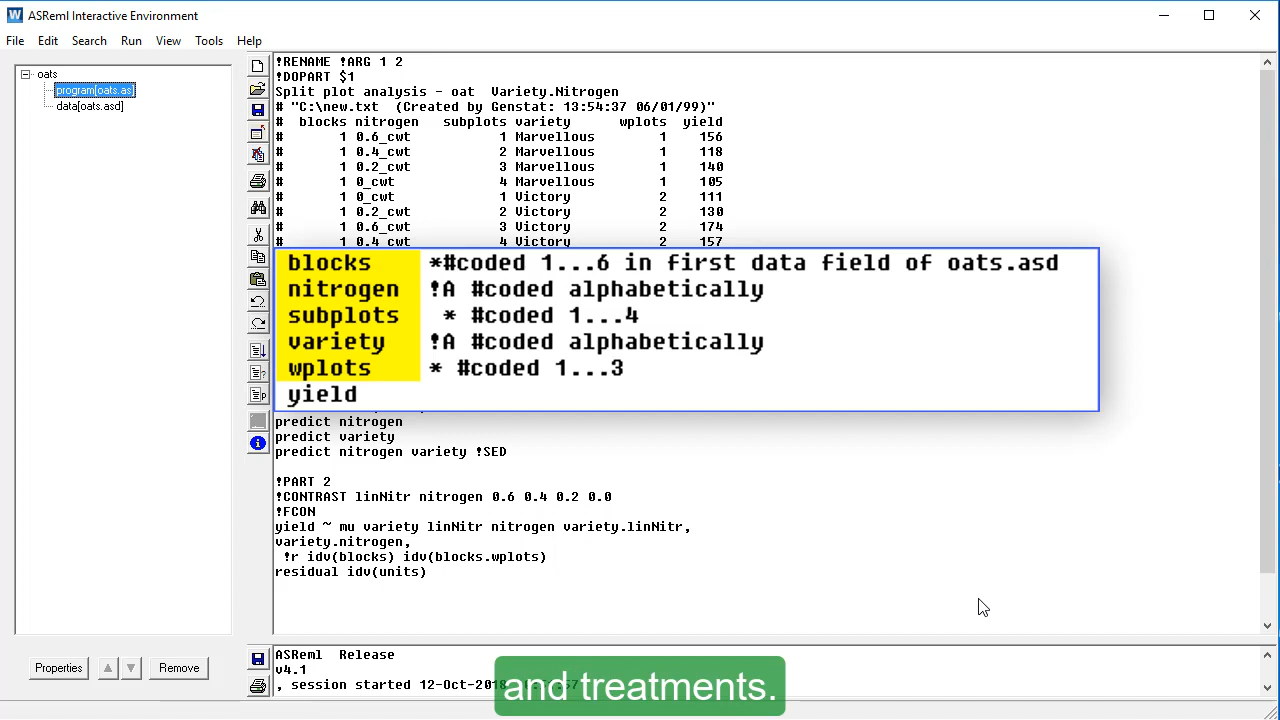 ASReml Interactive Environment
File Edit Search Run View Tools Help
oats
program[oats.as]
data[oats.asd]
!RENAME !ARG 1 2
!DOPART $1
Split plot analysis - oat  Variety.Nitrogen
# "C:\new.txt  (Created by Genstat: 13:54:37 06/01/99)"
#  blocks nitrogen   subplots variety      wplots  yield
#       1 0.6_cwt           1 Marvellous        1    156
#       1 0.4_cwt           2 Marvellous        1    118
#       1 0.2_cwt           3 Marvellous        1    140
#       1 0_cwt             4 Marvellous        1    105
#       1 0_cwt             1 Victory           2    111
#       1 0.2_cwt           2 Victory           2    130
#       1 0.6_cwt           3 Victory           2    174
#       1 0.4_cwt           4 Victory           2    157
blocks    *#coded 1...6 in first data field of oats.asd
nitrogen  !A #coded alphabetically
subplots   * #coded 1...4
variety   !A #coded alphabetically
wplots    * #coded 1...3
yield
predict nitrogen
predict variety
predict nitrogen variety !SED
!PART 2
!CONTRAST linNitr nitrogen 0.6 0.4 0.2 0.0
!FCON
yield ~ mu variety linNitr nitrogen variety.linNitr,
variety.nitrogen,
!r idv(blocks) idv(blocks.wplots)
residual idv(units)
Properties Remove
ASReml  Release
v4.1
, session started 12-Oct-201
and treatments.